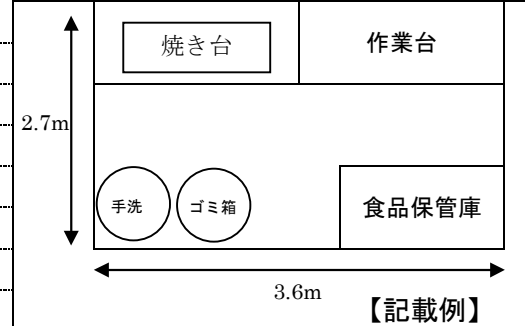 焼き台
作業台
2.7m
手洗
ゴミ箱
食品保管庫
3.6m
【記載例】